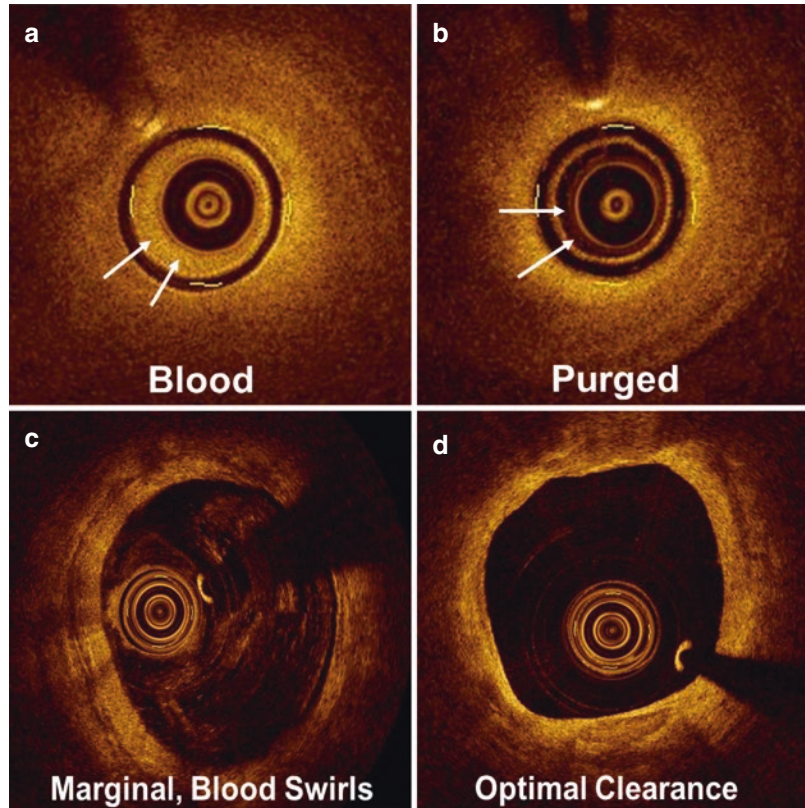 a
Blood
b
Purged
c
Marginal, Blood Swirls
d
Optimal Clearance